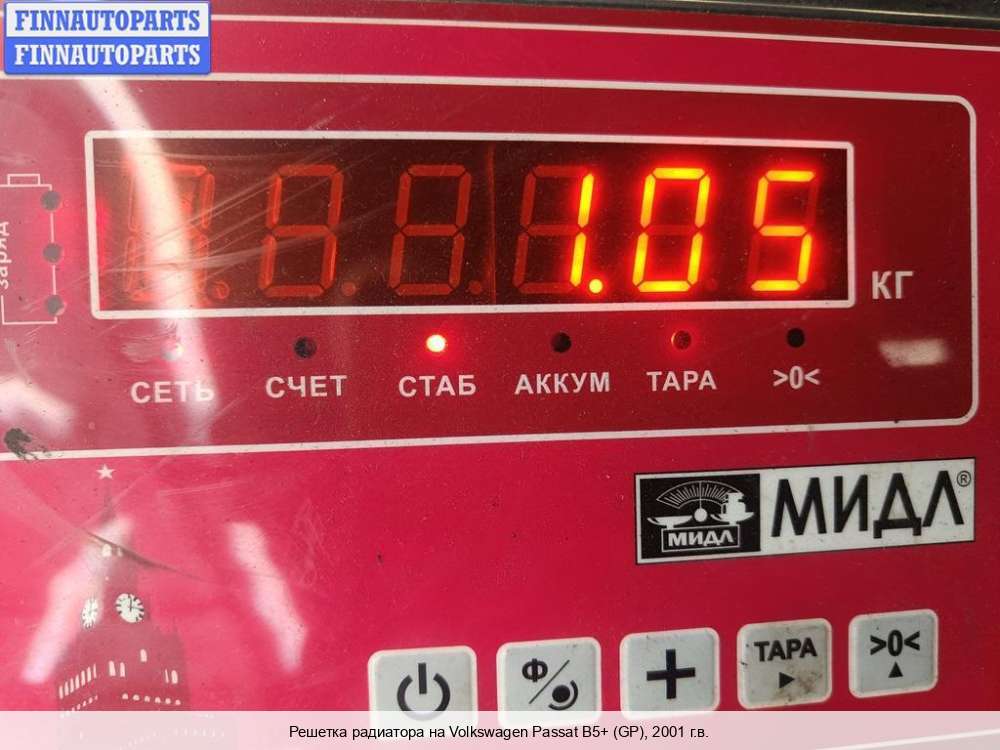 FINNAUTOPARTS
FINNAUTOPARTS
заряд
1.05
КГ
СЕТЬ СЧЕТ СТАБ АККУМ ТАРА >0<
МИДЛ МИДЛ®
Ф ТАРА >0<
Решетка радиатора на Volkswagen Passat B5+ (GP), 2001 г.в.